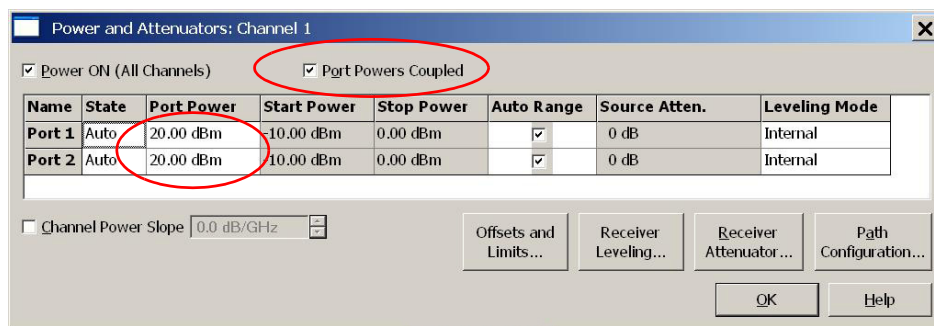 Power and Attenuators: Channel 1
Power ON (All Channels) Port Powers Coupled
Name State Port Power Start Power Stop Power Auto Range Source Atten. Leveling Mode
Port 1 Auto 20.00 dBm -10.00 dBm 0.00 dBm 0 dB Internal
Port 2 Auto 20.00 dBm -10.00 dBm 0.00 dBm 0 dB Internal
Channel Power Slope 0.0 dB/GHz
Offsets and Limits...
Receiver Leveling...
Receiver Attenuator...
Path Configuration...
OK Help